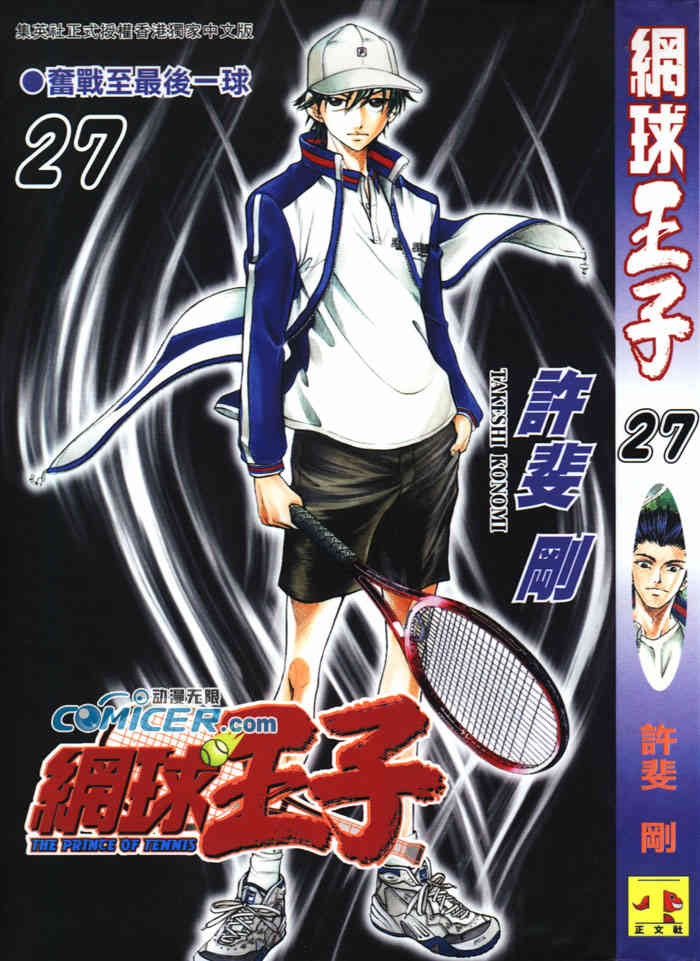 集英社正式授權香港獨家中文版
●奮戰至最後一球
27
許斐 剛
TAKESHI KONOMI
动漫无限
COMICER.com
網球王子
THE PRINCE OF TENNIS
網球王子
27
許斐 剛
正文社